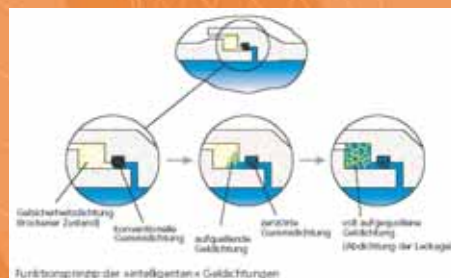 Gelsicherheitsdichtung
(trockener Zustand)
konventionelle
Gummidichtung
aufquellende
Geldichtung
zerstörte
Gummidichtung
voll aufgequollene
Geldichtung
(Abdichtung der Leckage)
Funktionsprinzip der »intelligenten« Geldichtungen